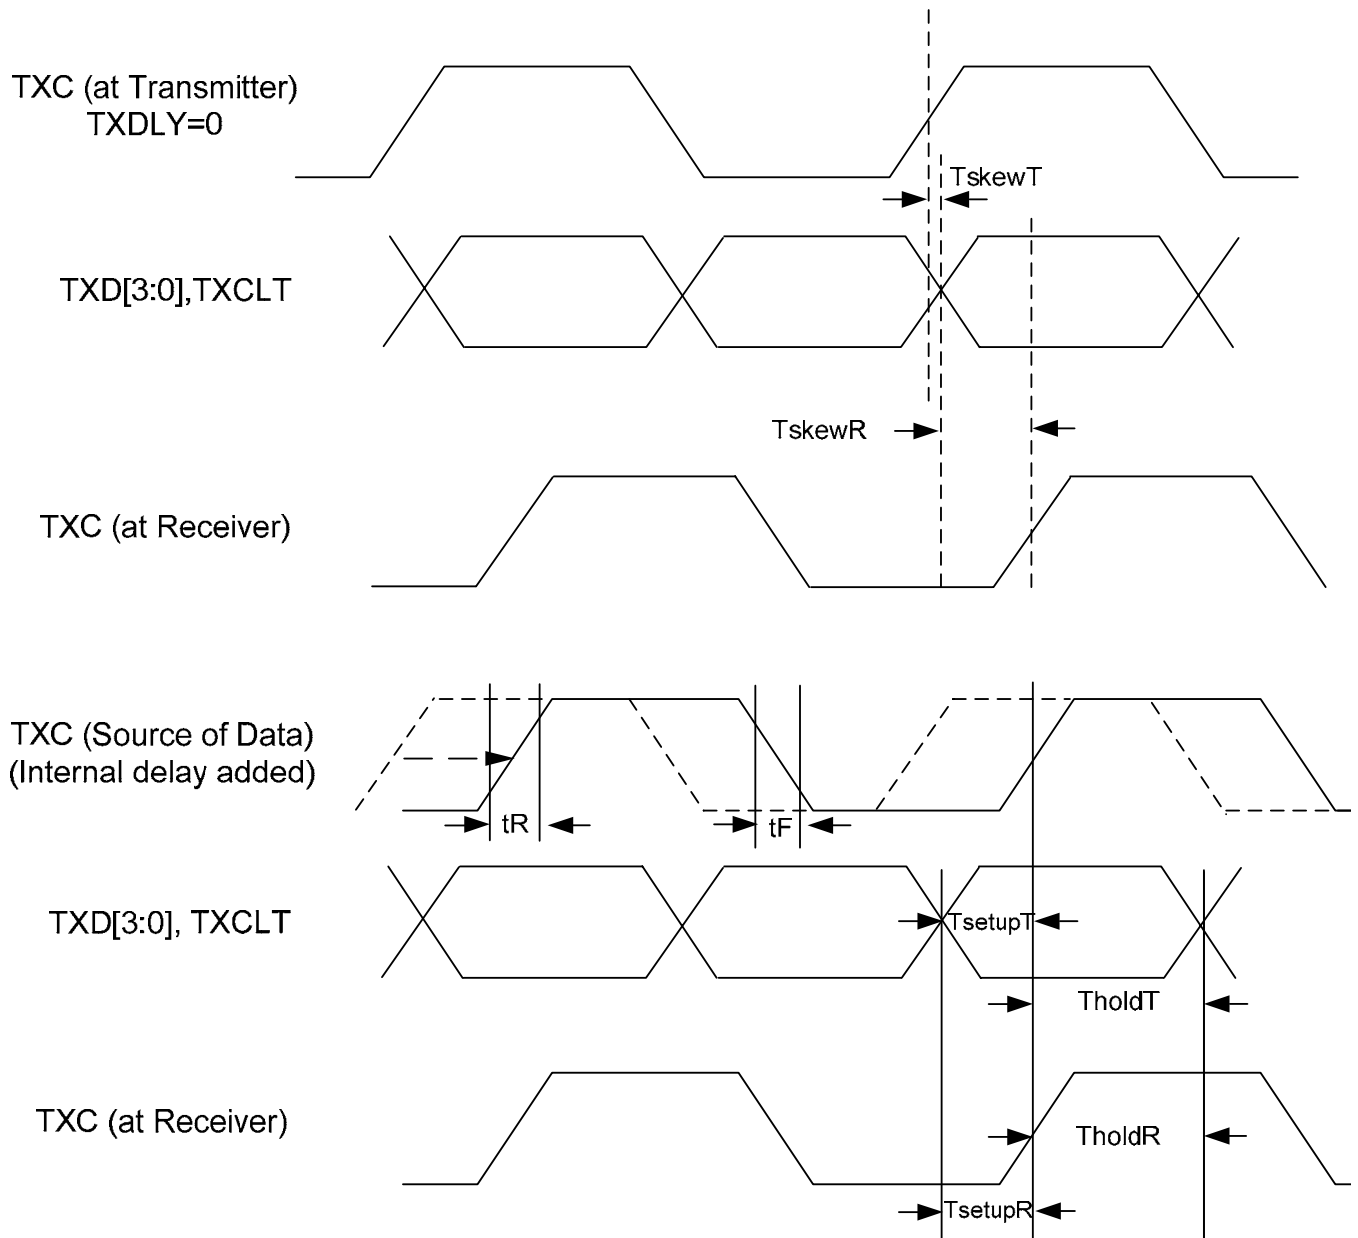 TXC (at Transmitter)
TXDLY=0
TskewT
TXD[3:0],TXCLT
TskewR
TXC (at Receiver)
TXC (Source of Data)
(Internal delay added)
tR
tF
TXD[3:0], TXCLT
TsetupT
TholdT
TXC (at Receiver)
TholdR
TsetupR